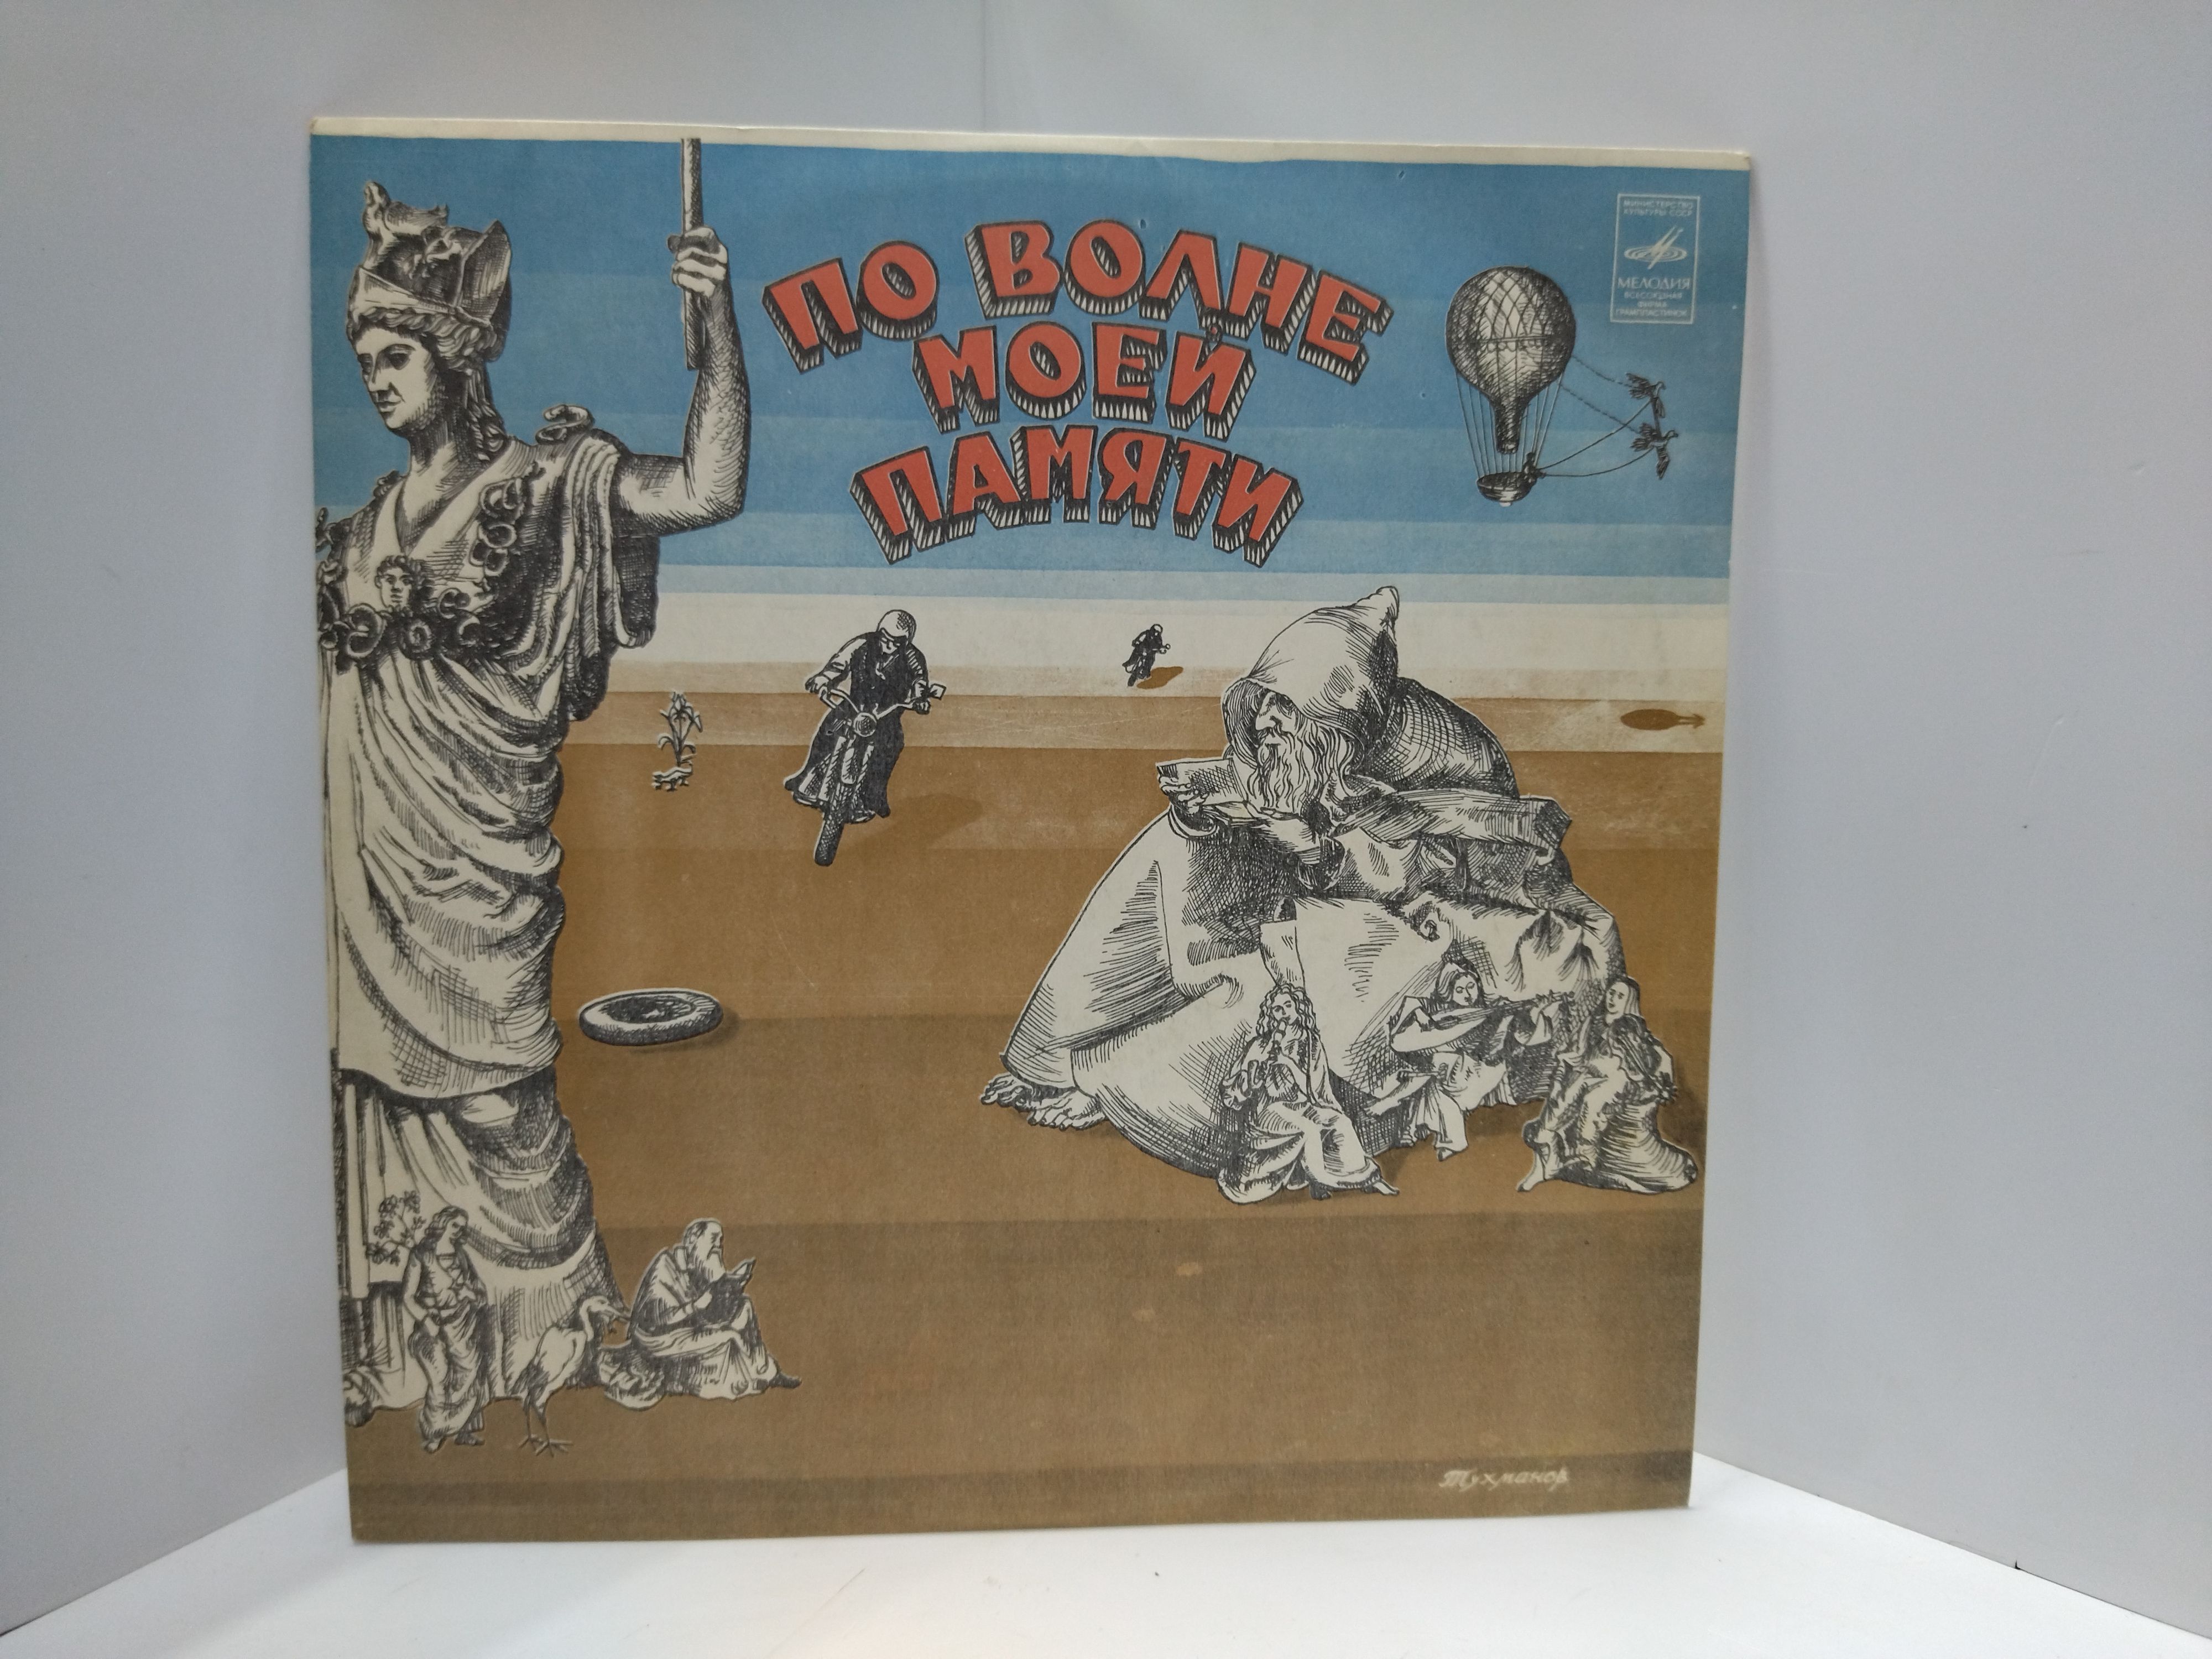 ПО ВОЛНЕ
МОЕЙ
ПАМЯТИ
МИНИСТЕРСТВО
КУЛЬТУРЫ СССР
МЕЛОДИЯ
ВСЕСОЮЗНАЯ
ФИРМА
ГРАМПЛАСТИНОК
Тухманов